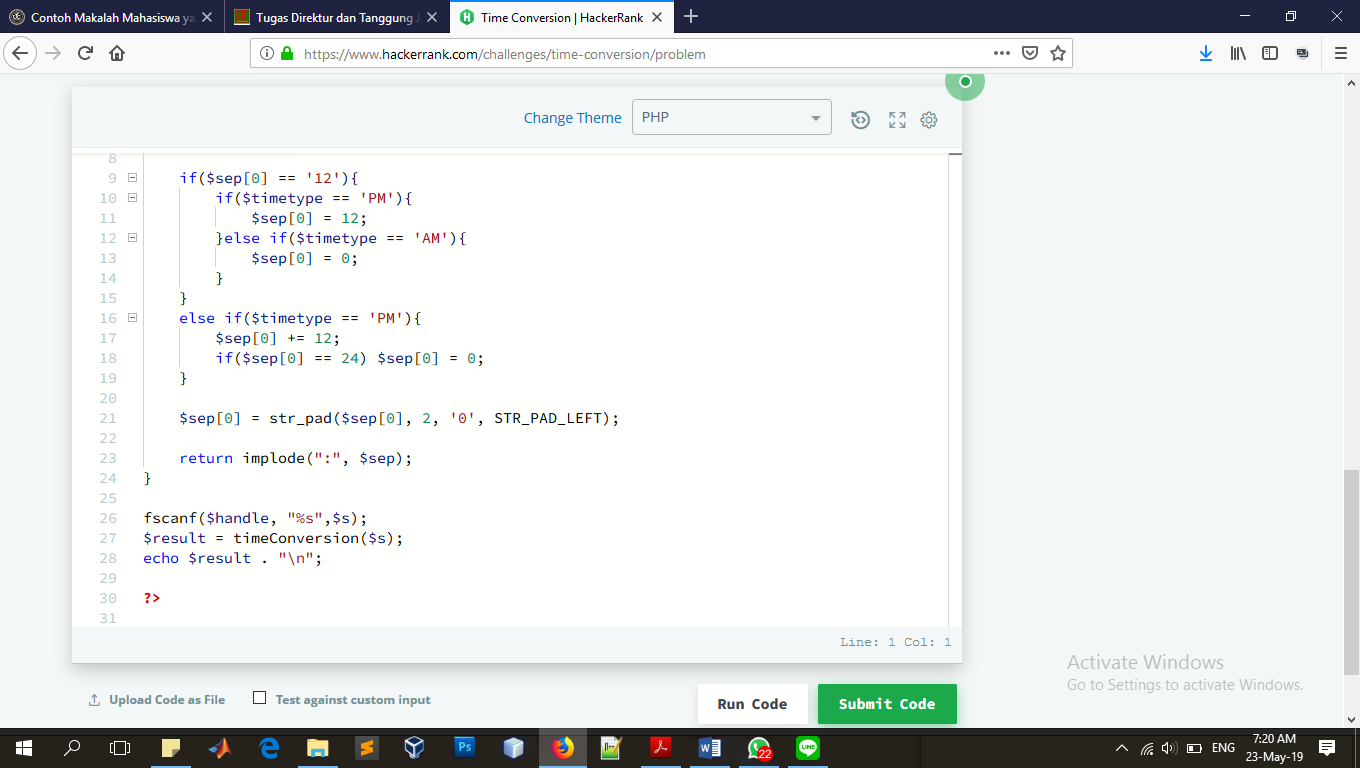 Contoh Makalah Mahasiswa ya
Tugas Direktur dan Tanggung J
Time Conversion | HackerRank
https://www.hackerrank.com/challenges/time-conversion/problem
Change Theme
PHP
8
9 if($sep[0] == '12'){
10 if($timetype == 'PM'){
11 $sep[0] = 12;
12 }else if($timetype == 'AM'){
13 $sep[0] = 0;
14 }
15 }
16 else if($timetype == 'PM'){
17 $sep[0] += 12;
18 if($sep[0] == 24) $sep[0] = 0;
19 }
20
21 $sep[0] = str_pad($sep[0], 2, '0', STR_PAD_LEFT);
22
23 return implode(":", $sep);
24 }
25
26 fscanf($handle, "%s",$s);
27 $result = timeConversion($s);
28 echo $result . "\n";
29
30 ?>
31
Line: 1 Col: 1
Activate Windows
Go to Settings to activate Windows.
Upload Code as File
Test against custom input
Run Code
Submit Code
Ps
22
LINE
ENG
7:20 AM
23-May-19